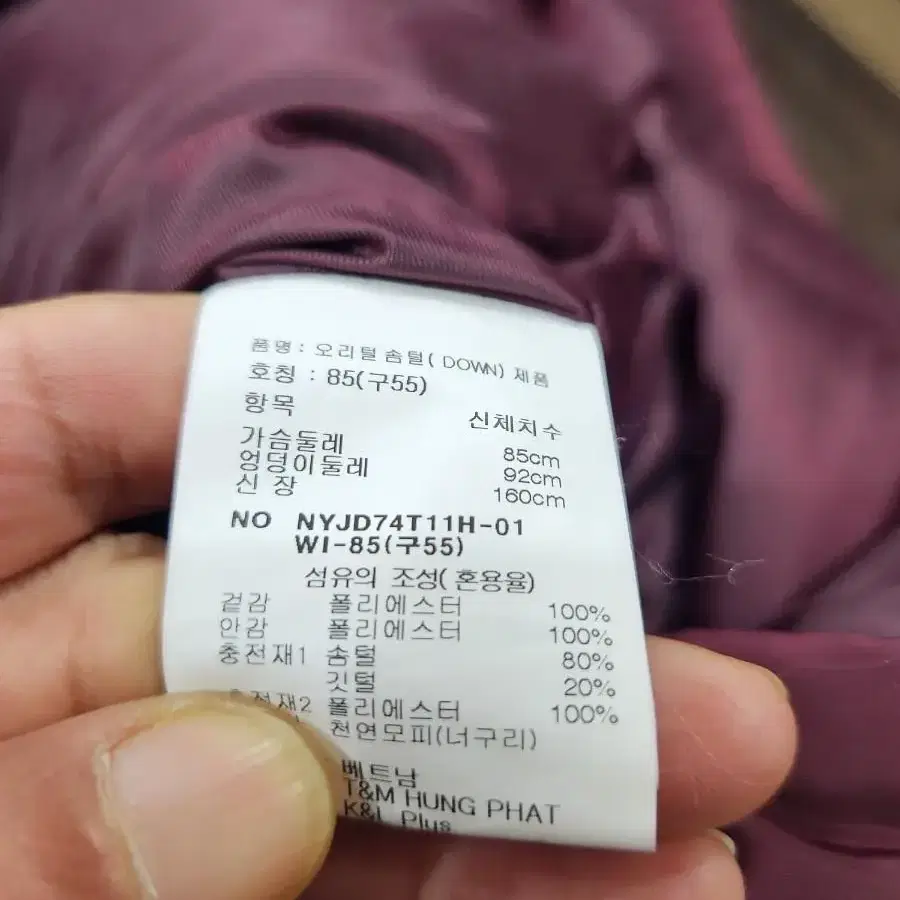 품명 : 오리털 솜털( DOWN) 제품
호칭 : 85(구55)
항목 신체치수
가슴둘레 85cm
엉덩이둘레 92cm
신 장 160cm
NO NYJD74T11H-01
WI-85(구55)
섬유의 조성( 혼용율)
겉감 폴리에스터 100%
안감 폴리에스터 100%
충전재1 솜털 80%
깃털 20%
충전재2 폴리에스터 100%
천연모피(너구리)
베트남
T&M HUNG PHAT
K&L Plus